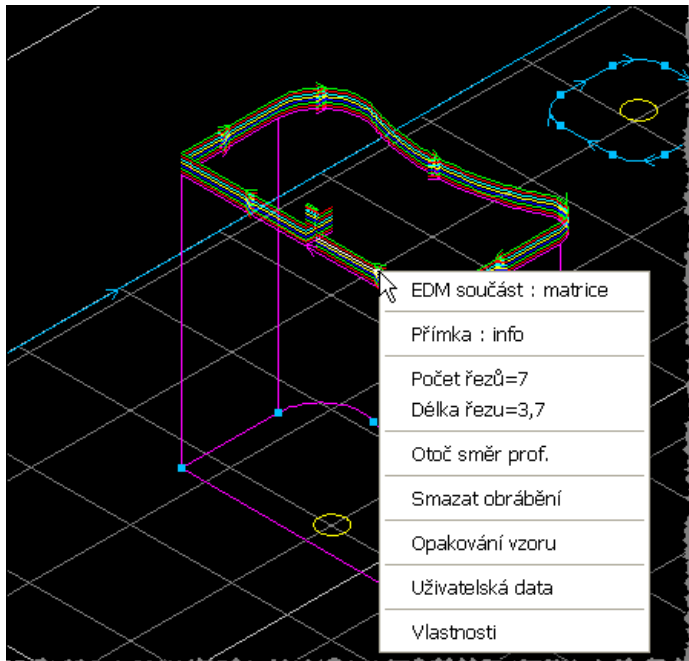 EDM součást : matrice
Přímka : info
Počet řezů=7
Délka řezu=3,7
Otoč směr prof.
Smazat obrábění
Opakování vzoru
Uživatelská data
Vlastnosti